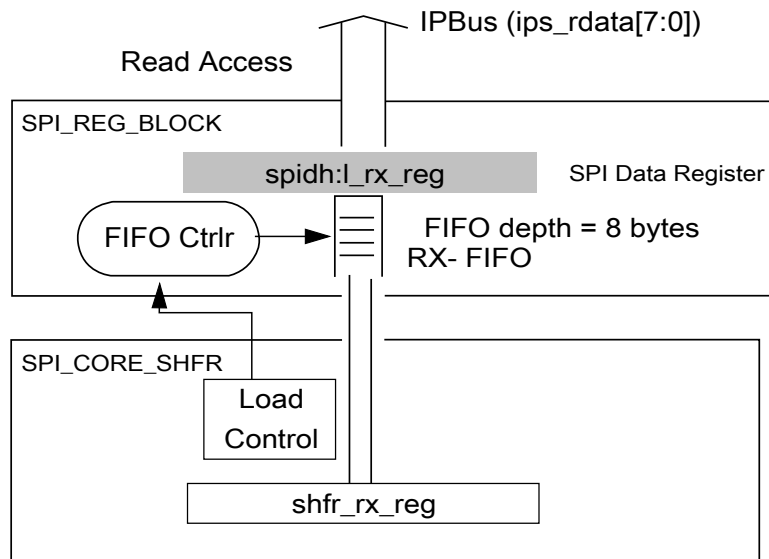 IPBus (ips_rdata[7:0])
Read Access
SPI_REG_BLOCK
spidh:l_rx_reg
SPI Data Register
FIFO Ctrlr
FIFO depth = 8 bytes
RX- FIFO
SPI_CORE_SHFR
Load
Control
shfr_rx_reg